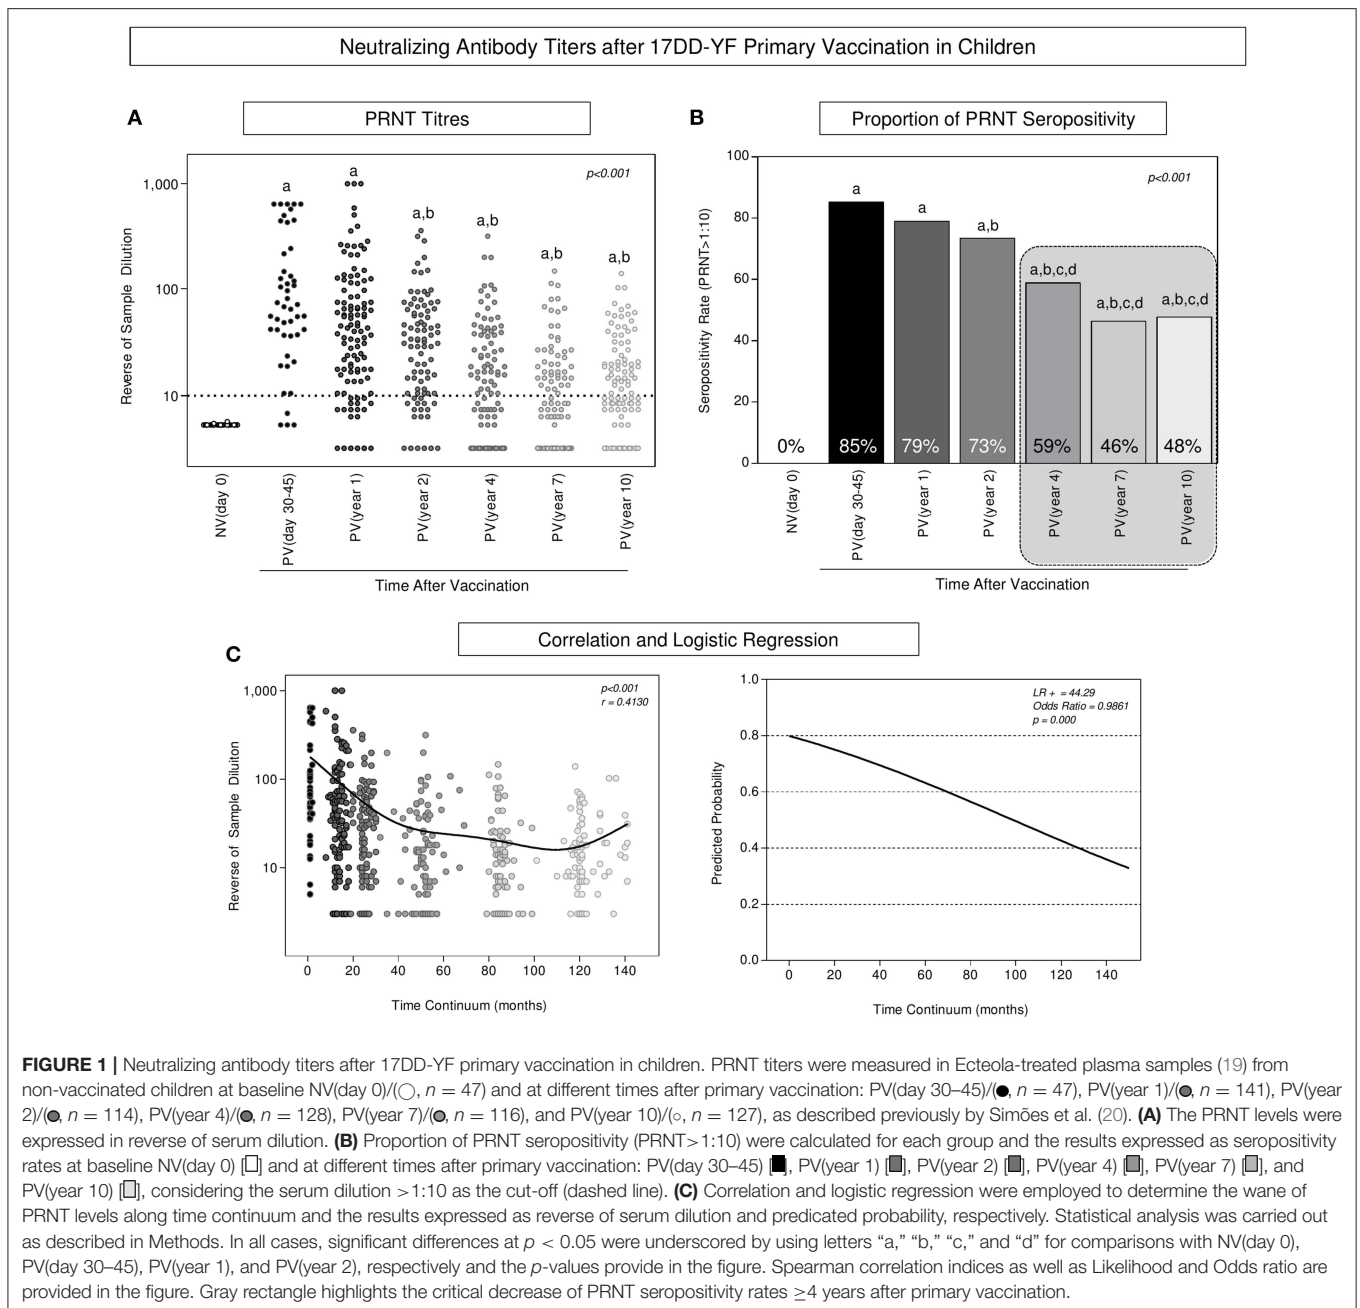 Neutralizing Antibody Titers after 17DD-YF Primary Vaccination in Children
A
PRNT Titres
Reverse of Sample Dilution
1,000
100
10
p<0.001
a
a
a,b
a,b
a,b
a,b
NV(day 0)
PV(day 30-45)
PV(year 1)
PV(year 2)
PV(year 4)
PV(year 7)
PV(year 10)
Time After Vaccination
B
Proportion of PRNT Seropositivity
Seropositivity Rate (PRNT>1:10)
100
80
60
40
20
0
p<0.001
a
a
a,b
a,b,c,d
a,b,c,d
a,b,c,d
0%
85%
79%
73%
59%
46%
48%
NV(day 0)
PV(day 30-45)
PV(year 1)
PV(year 2)
PV(year 4)
PV(year 7)
PV(year 10)
Time After Vaccination
Correlation and Logistic Regression
C
Reverse of Sample Diluiton
1,000
100
10
p<0.001
r = 0.4130
0 20 40 60 80 100 120 140
Time Continuum (months)
Predicted Probability
1.0
0.8
0.6
0.4
0.2
0.0
LR + = 44.29
Odds Ratio = 0.9861
p = 0.000
0 20 40 60 80 100 120 140
Time Continuum (months)
FIGURE 1 | Neutralizing antibody titers after 17DD-YF primary vaccination in children. PRNT titers were measured in Ecteola-treated plasma samples (19) from
non-vaccinated children at baseline NV(day 0)/(○, n = 47) and at different times after primary vaccination: PV(day 30–45)/(●, n = 47), PV(year 1)/(●, n = 141), PV(year
2)/(●, n = 114), PV(year 4)/(●, n = 128), PV(year 7)/(●, n = 116), and PV(year 10)/(○, n = 127), as described previously by Simões et al. (20). (A) The PRNT levels were
expressed in reverse of serum dilution. (B) Proportion of PRNT seropositivity (PRNT>1:10) were calculated for each group and the results expressed as seropositivity
rates at baseline NV(day 0) [□] and at different times after primary vaccination: PV(day 30–45) [■], PV(year 1) [■], PV(year 2) [■], PV(year 4) [■], PV(year 7) [■], and
PV(year 10) [□], considering the serum dilution >1:10 as the cut-off (dashed line). (C) Correlation and logistic regression were employed to determine the wane of
PRNT levels along time continuum and the results expressed as reverse of serum dilution and predicated probability, respectively. Statistical analysis was carried out
as described in Methods. In all cases, significant differences at p < 0.05 were underscored by using letters “a,” “b,” “c,” and “d” for comparisons with NV(day 0),
PV(day 30–45), PV(year 1), and PV(year 2), respectively and the p-values provide in the figure. Spearman correlation indices as well as Likelihood and Odds ratio are
provided in the figure. Gray rectangle highlights the critical decrease of PRNT seropositivity rates ≥4 years after primary vaccination.